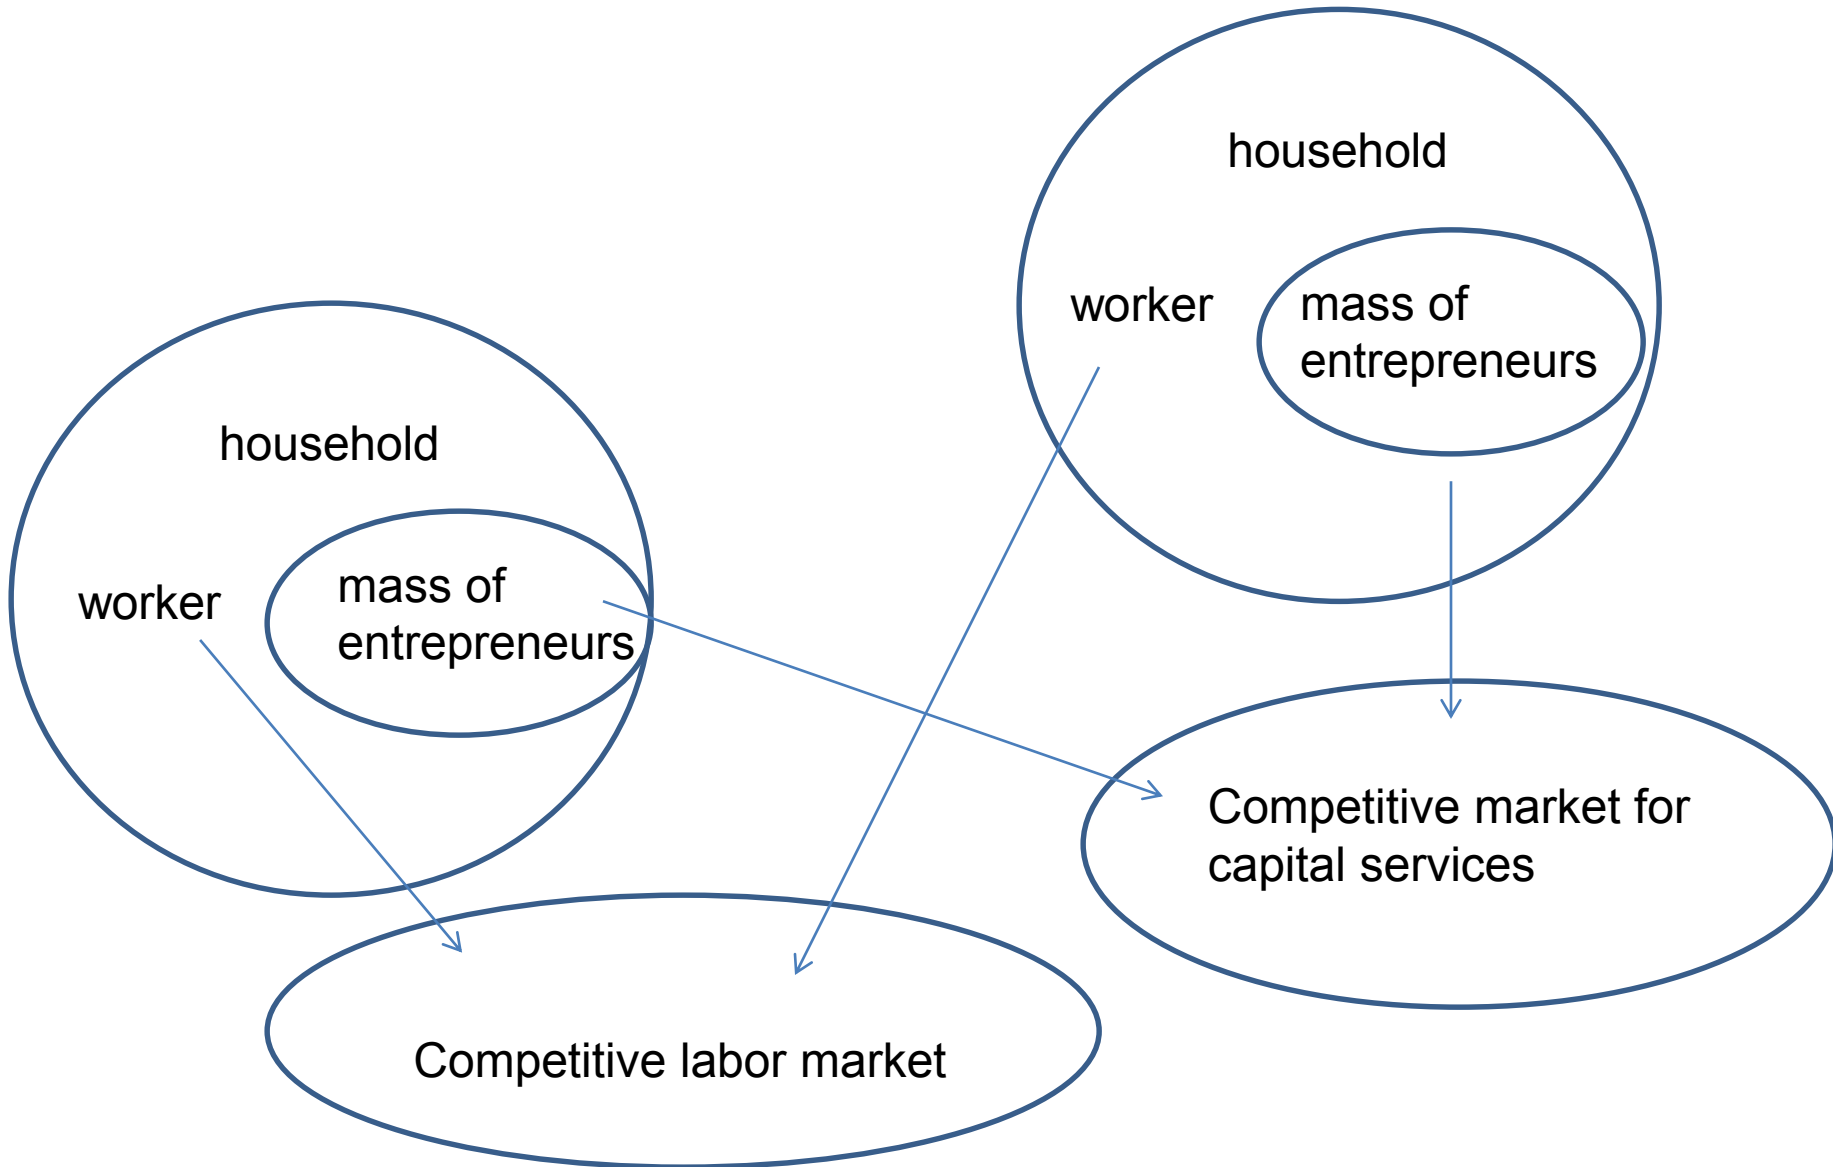 household
worker
mass of
entrepreneurs
household
worker
mass of
entrepreneurs
Competitive market for
capital services
Competitive labor market